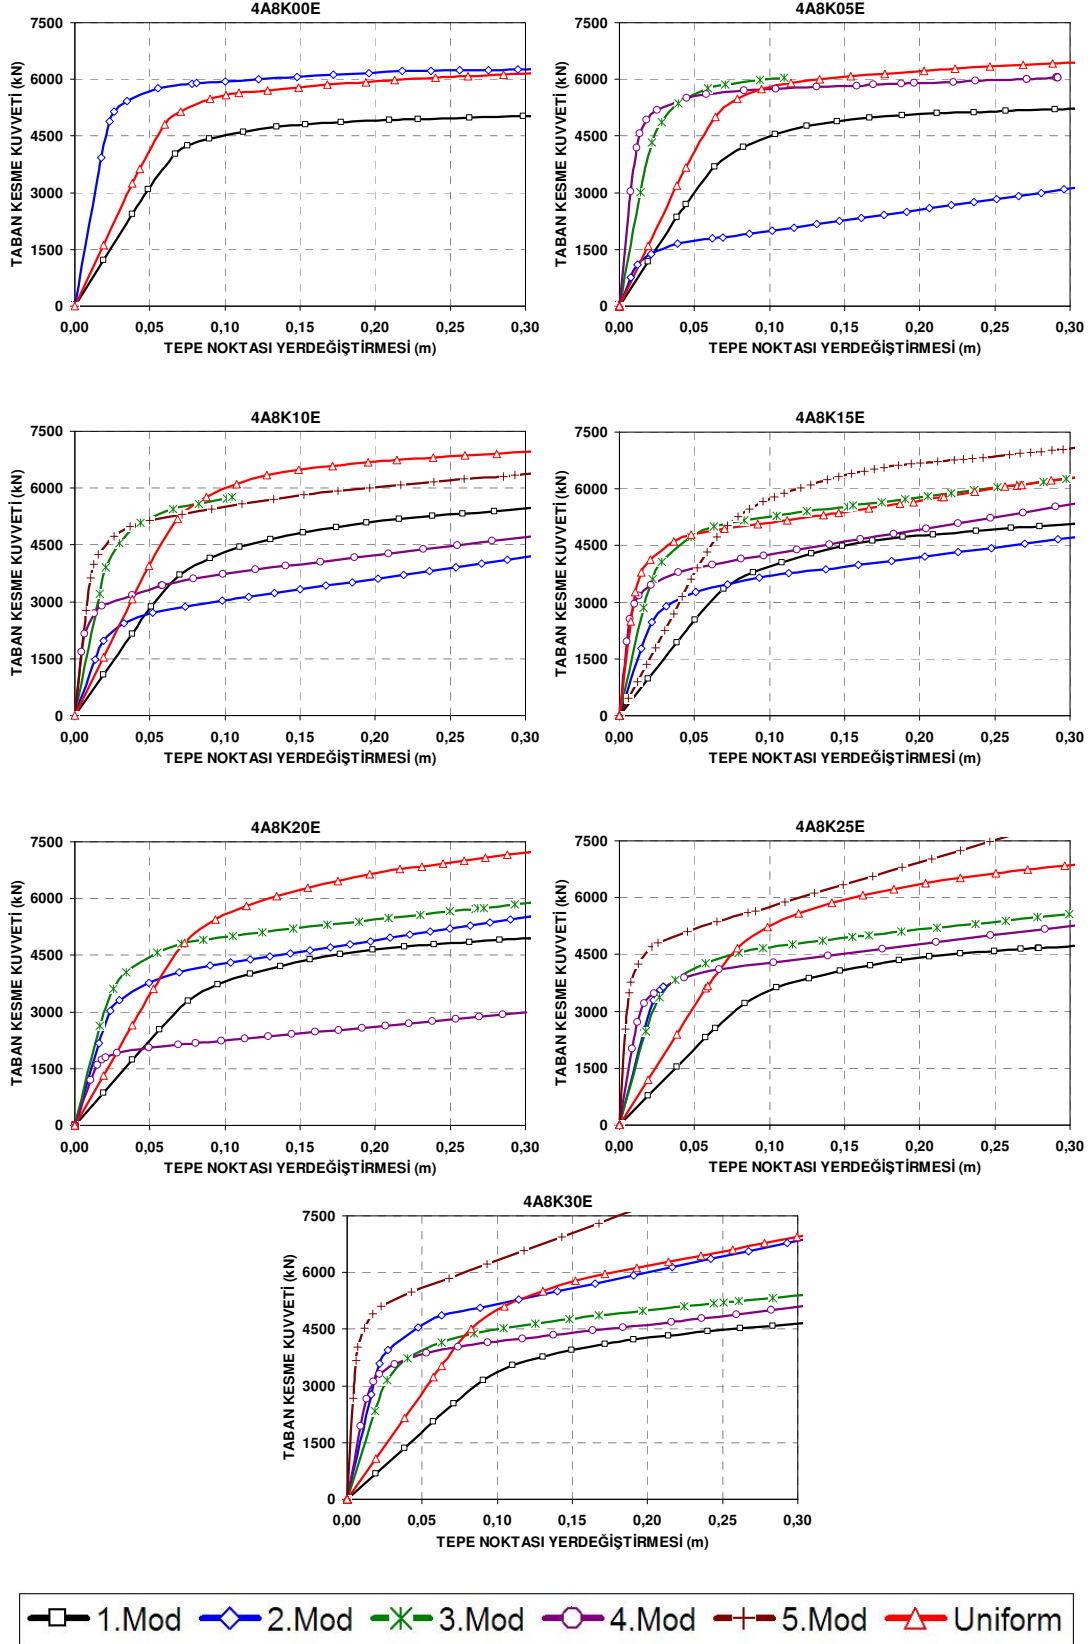 4A8K00E
4A8K05E
TABAN KESME KUVVETİ (kN)
7500
6000
4500
3000
1500
0
0,00 0,05 0,10 0,15 0,20 0,25 0,30
TEPE NOKTASI YERDEĞİŞTİRMESİ (m)
TABAN KESME KUVVETİ (kN)
7500
6000
4500
3000
1500
0
0,00 0,05 0,10 0,15 0,20 0,25 0,30
TEPE NOKTASI YERDEĞİŞTİRMESİ (m)
4A8K10E
4A8K15E
TABAN KESME KUVVETİ (kN)
7500
6000
4500
3000
1500
0
0,00 0,05 0,10 0,15 0,20 0,25 0,30
TEPE NOKTASI YERDEĞİŞTİRMESİ (m)
TABAN KESME KUVVETİ (kN)
7500
6000
4500
3000
1500
0
0,00 0,05 0,10 0,15 0,20 0,25 0,30
TEPE NOKTASI YERDEĞİŞTİRMESİ (m)
4A8K20E
4A8K25E
TABAN KESME KUVVETİ (kN)
7500
6000
4500
3000
1500
0
0,00 0,05 0,10 0,15 0,20 0,25 0,30
TEPE NOKTASI YERDEĞİŞTİRMESİ (m)
TABAN KESME KUVVETİ (kN)
7500
6000
4500
3000
1500
0
0,00 0,05 0,10 0,15 0,20 0,25 0,30
TEPE NOKTASI YERDEĞİŞTİRMESİ (m)
4A8K30E
TABAN KESME KUVVETİ (kN)
7500
6000
4500
3000
1500
0
0,00 0,05 0,10 0,15 0,20 0,25 0,30
TEPE NOKTASI YERDEĞİŞTİRMESİ (m)
1.Mod 2.Mod 3.Mod 4.Mod 5.Mod Uniform